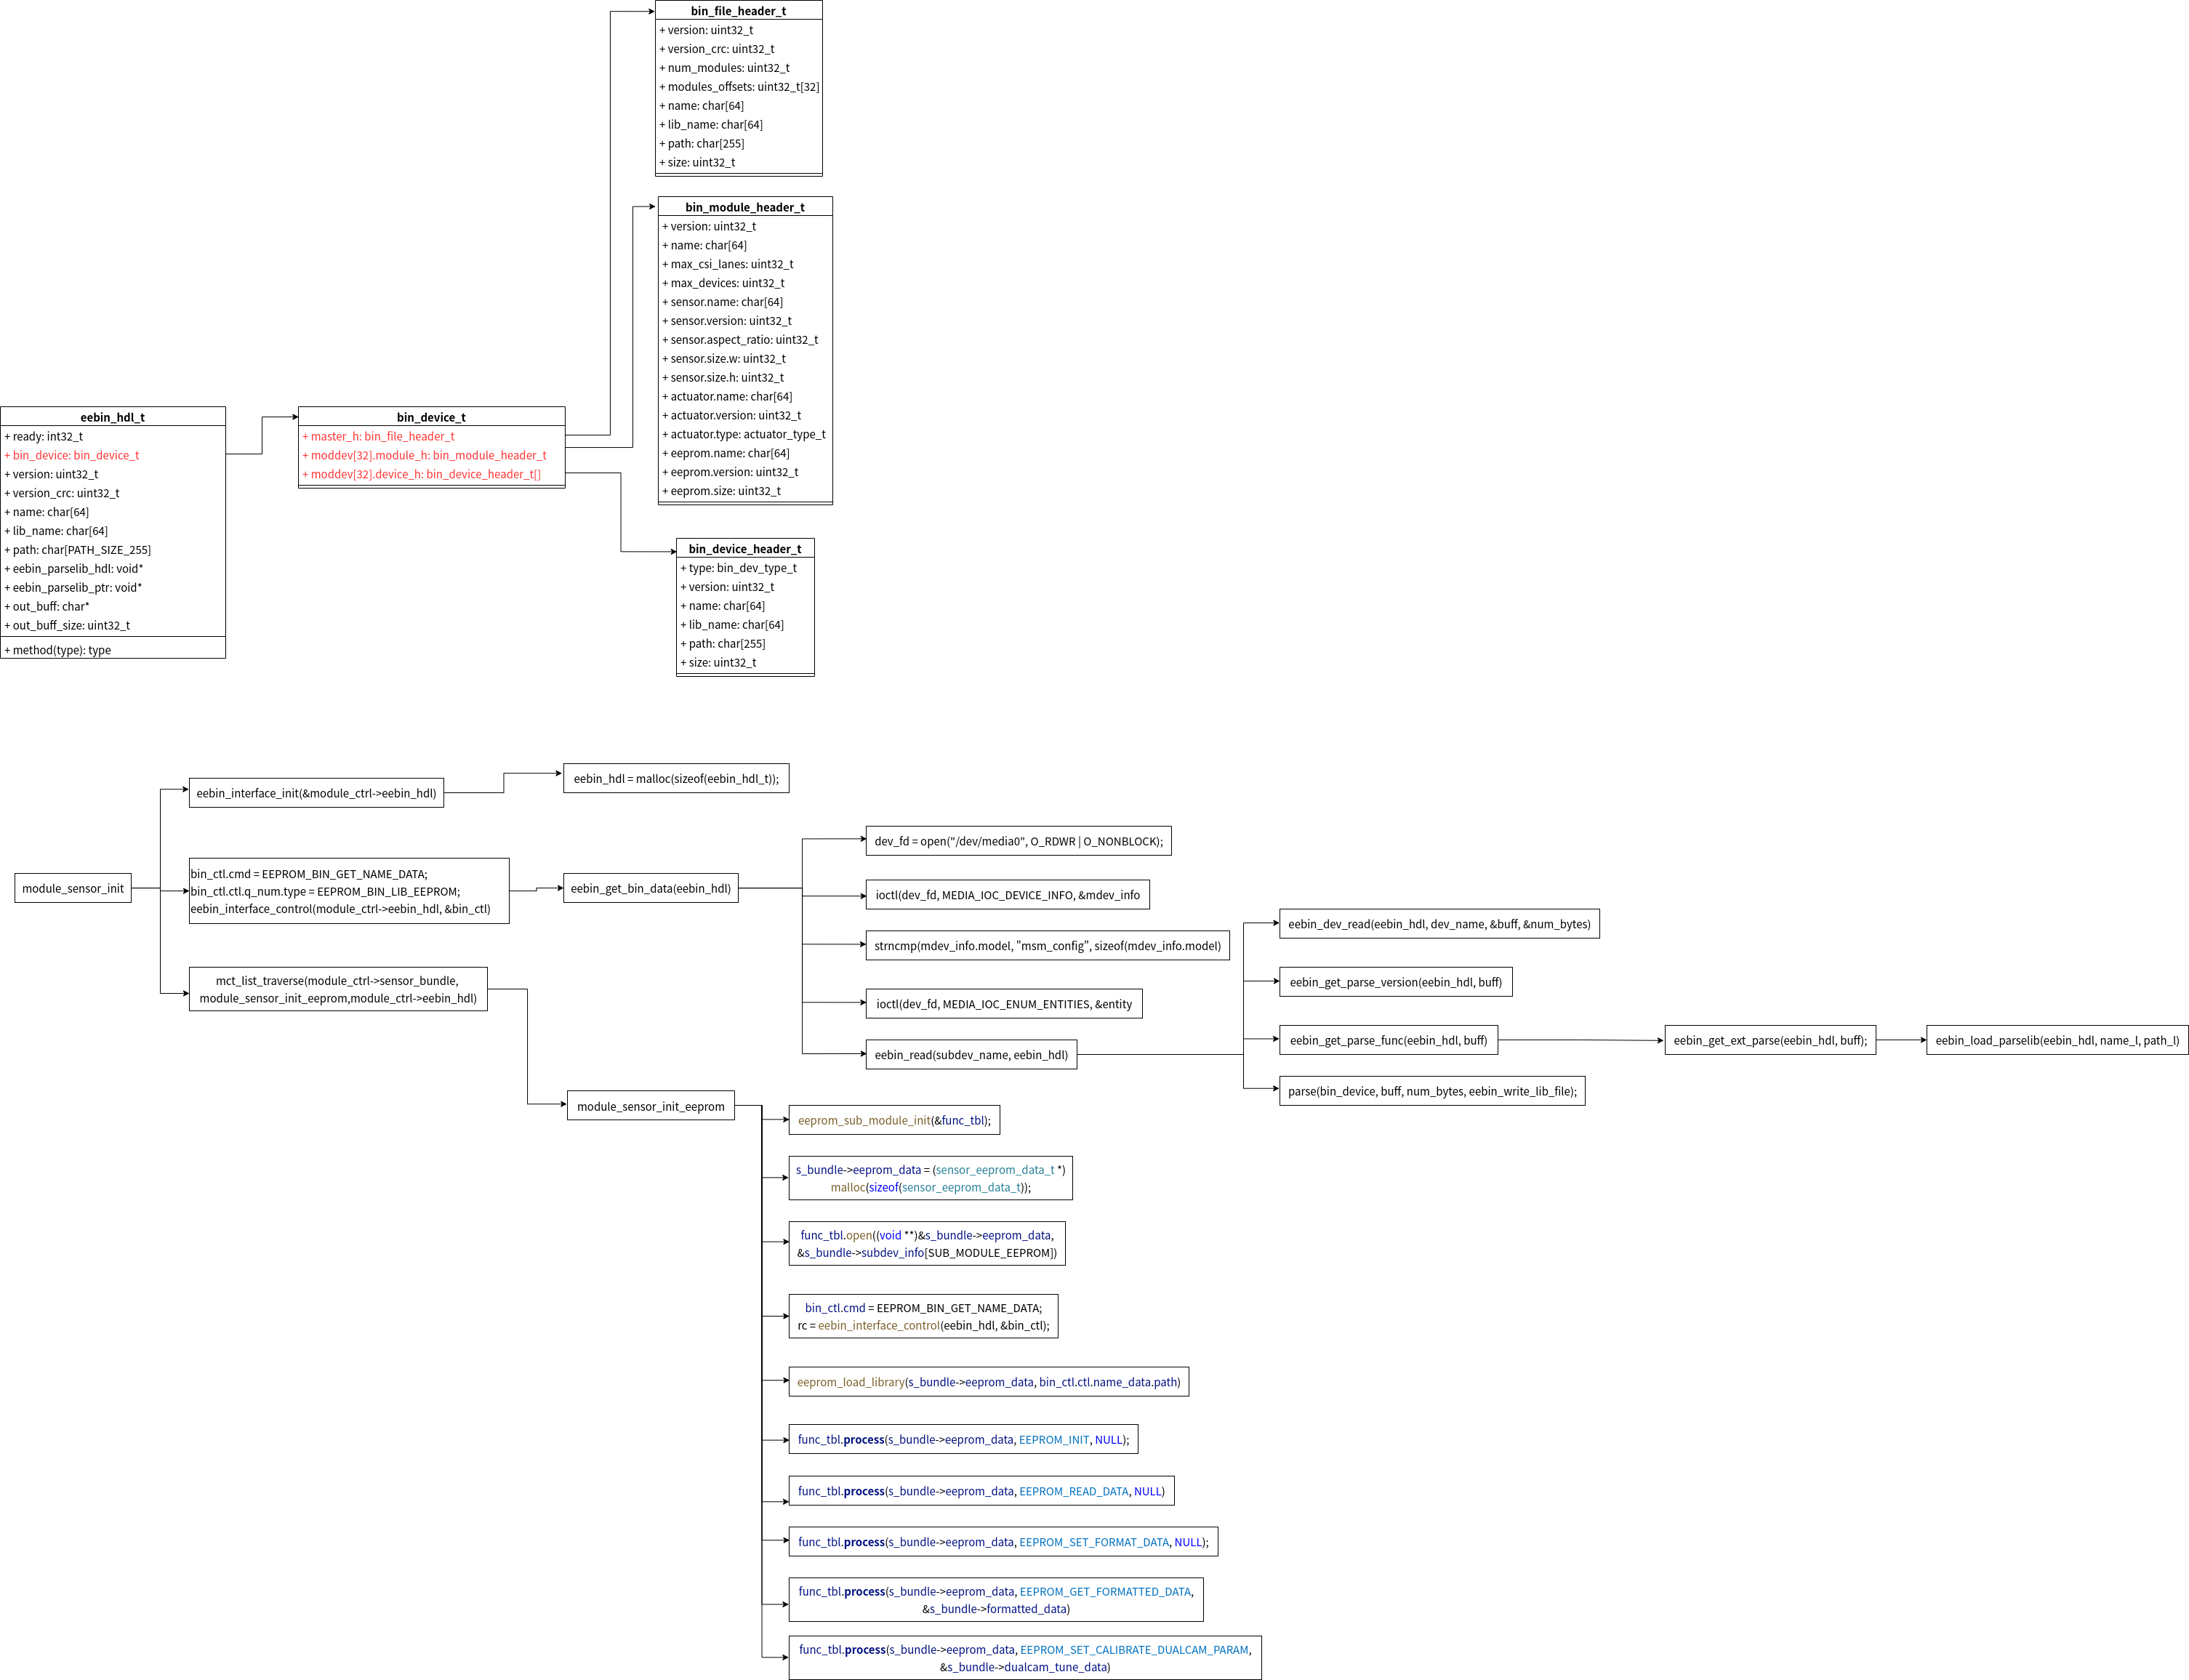 bin_file_header_t
+ version: uint32_t
+ version_crc: uint32_t
+ num_modules: uint32_t
+ modules_offsets: uint32_t[32]
+ name: char[64]
+ lib_name: char[64]
+ path: char[255]
+ size: uint32_t
bin_module_header_t
+ version: uint32_t
+ name: char[64]
+ max_csi_lanes: uint32_t
+ max_devices: uint32_t
+ sensor.name: char[64]
+ sensor.version: uint32_t
+ sensor.aspect_ratio: uint32_t
+ sensor.size.w: uint32_t
+ sensor.size.h: uint32_t
+ actuator.name: char[64]
+ actuator.version: uint32_t
+ actuator.type: actuator_type_t
+ eeprom.name: char[64]
+ eeprom.version: uint32_t
+ eeprom.size: uint32_t
eebin_hdl_t
+ ready: int32_t
+ bin_device: bin_device_t
+ version: uint32_t
+ version_crc: uint32_t
+ name: char[64]
+ lib_name: char[64]
+ path: char[PATH_SIZE_255]
+ eebin_parselib_hdl: void*
+ eebin_parselib_ptr: void*
+ out_buff: char*
+ out_buff_size: uint32_t
+ method(type): type
bin_device_t
+ master_h: bin_file_header_t
+ moddev[32].module_h: bin_module_header_t
+ moddev[32].device_h: bin_device_header_t[]
bin_device_header_t
+ type: bin_dev_type_t
+ version: uint32_t
+ name: char[64]
+ lib_name: char[64]
+ path: char[255]
+ size: uint32_t
module_sensor_init
eebin_interface_init(&module_ctrl->eebin_hdl)
eebin_hdl = malloc(sizeof(eebin_hdl_t));
bin_ctl.cmd = EEPROM_BIN_GET_NAME_DATA;
bin_ctl.ctl.q_num.type = EEPROM_BIN_LIB_EEPROM;
eebin_interface_control(module_ctrl->eebin_hdl, &bin_ctl)
eebin_get_bin_data(eebin_hdl)
dev_fd = open("/dev/media0", O_RDWR | O_NONBLOCK);
ioctl(dev_fd, MEDIA_IOC_DEVICE_INFO, &mdev_info
strncmp(mdev_info.model, "msm_config", sizeof(mdev_info.model)
ioctl(dev_fd, MEDIA_IOC_ENUM_ENTITIES, &entity
eebin_read(subdev_name, eebin_hdl)
eebin_dev_read(eebin_hdl, dev_name, &buff, &num_bytes)
eebin_get_parse_version(eebin_hdl, buff)
eebin_get_parse_func(eebin_hdl, buff)
eebin_get_ext_parse(eebin_hdl, buff);
eebin_load_parselib(eebin_hdl, name_l, path_l)
parse(bin_device, buff, num_bytes, eebin_write_lib_file);
mct_list_traverse(module_ctrl->sensor_bundle,
module_sensor_init_eeprom,module_ctrl->eebin_hdl)
module_sensor_init_eeprom
eeprom_sub_module_init(&func_tbl);
s_bundle->eeprom_data = (sensor_eeprom_data_t *)
malloc(sizeof(sensor_eeprom_data_t));
func_tbl.open((void **)&s_bundle->eeprom_data,
&s_bundle->subdev_info[SUB_MODULE_EEPROM])
bin_ctl.cmd = EEPROM_BIN_GET_NAME_DATA;
rc = eebin_interface_control(eebin_hdl, &bin_ctl);
eeprom_load_library(s_bundle->eeprom_data, bin_ctl.ctl.name_data.path)
func_tbl.process(s_bundle->eeprom_data, EEPROM_INIT, NULL);
func_tbl.process(s_bundle->eeprom_data, EEPROM_READ_DATA, NULL)
func_tbl.process(s_bundle->eeprom_data, EEPROM_SET_FORMAT_DATA, NULL);
func_tbl.process(s_bundle->eeprom_data, EEPROM_GET_FORMATTED_DATA,
&s_bundle->formatted_data)
func_tbl.process(s_bundle->eeprom_data, EEPROM_SET_CALIBRATE_DUALCAM_PARAM,
&s_bundle->dualcam_tune_data)